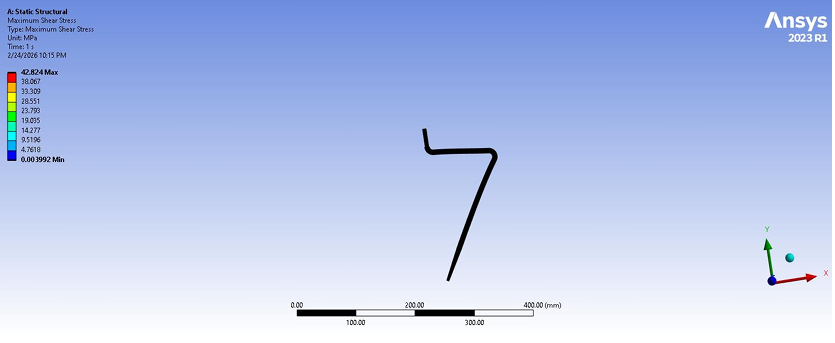 A: Static Structural
Maximum Shear Stress
Type: Maximum Shear Stress
Unit: MPa
Time: 1 s
2/24/2026 10:15 PM
42.824 Max
38.067
33.309
28.551
23.793
19.035
14.277
9.5196
4.7618
0.003992 Min
Ansys
2023 R1
Y
X
0.00 200.00 400.00 (mm)
100.00 300.00